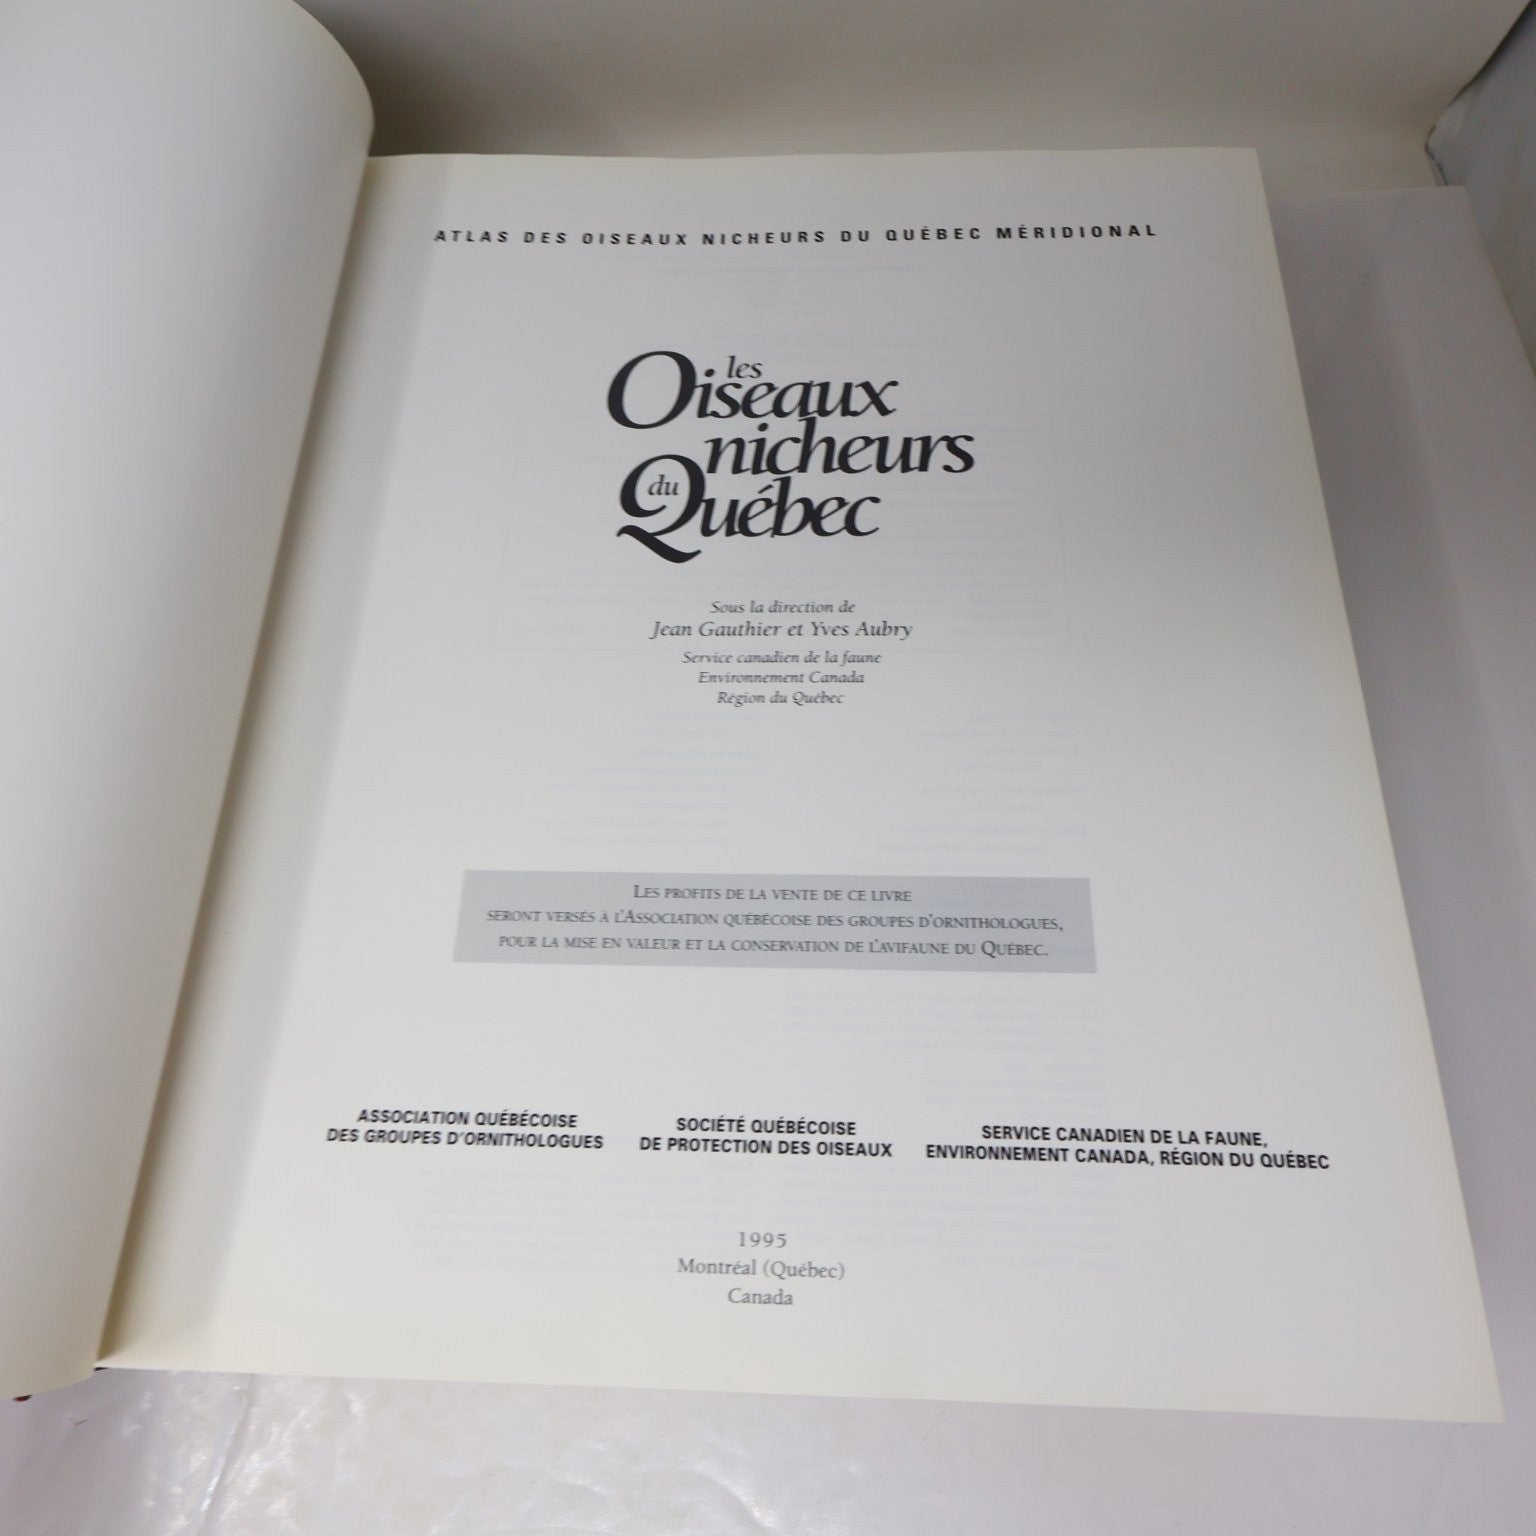 ATLAS DES OISEAUX NICHEURS DU QUÉBEC MÉRIDIONAL
les
Oiseaux
nicheurs
du
Québec
Sous la direction de
Jean Gauthier et Yves Aubry
Service canadien de la faune
Environnement Canada
Région du Québec
LES PROFITS DE LA VENTE DE CE LIVRE
SERONT VERSÉS À L'ASSOCIATION QUÉBÉCOISE DES GROUPES D'ORNITHOLOGUES,
POUR LA MISE EN VALEUR ET LA CONSERVATION DE L'AVIFAUNE DU QUÉBEC.
ASSOCIATION QUÉBÉCOISE
DES GROUPES D'ORNITHOLOGUES
SOCIÉTÉ QUÉBÉCOISE
DE PROTECTION DES OISEAUX
SERVICE CANADIEN DE LA FAUNE,
ENVIRONNEMENT CANADA, RÉGION DU QUÉBEC
1995
Montréal (Québec)
Canada